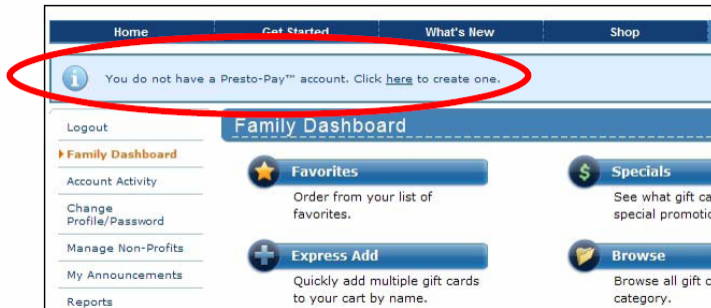 Home Get Started What's New Shop
You do not have a Presto-Pay™ account. Click here to create one.
Logout
Family Dashboard
Account Activity
Change
Profile/Password
Manage Non-Profits
My Announcements
Reports
Family Dashboard
Favorites
Order from your list of
favorites.
Specials
See what gift ca
special promotio
Express Add
Quickly add multiple gift cards
to your cart by name.
Browse
Browse all gift c
category.